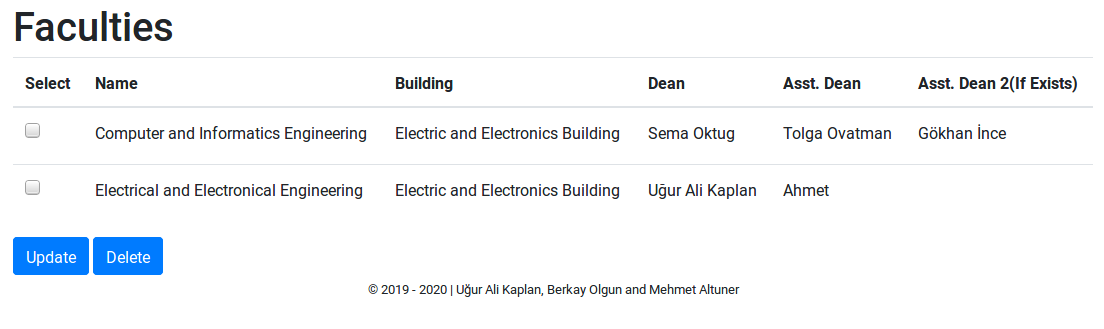 Faculties
Select Name Building Dean Asst. Dean Asst. Dean 2(If Exists)
Computer and Informatics Engineering Electric and Electronics Building Sema Oktug Tolga Ovatman Gökhan İnce
Electrical and Electronical Engineering Electric and Electronics Building Uğur Ali Kaplan Ahmet
Update Delete
© 2019 - 2020 | Uğur Ali Kaplan, Berkay Olgun and Mehmet Altuner